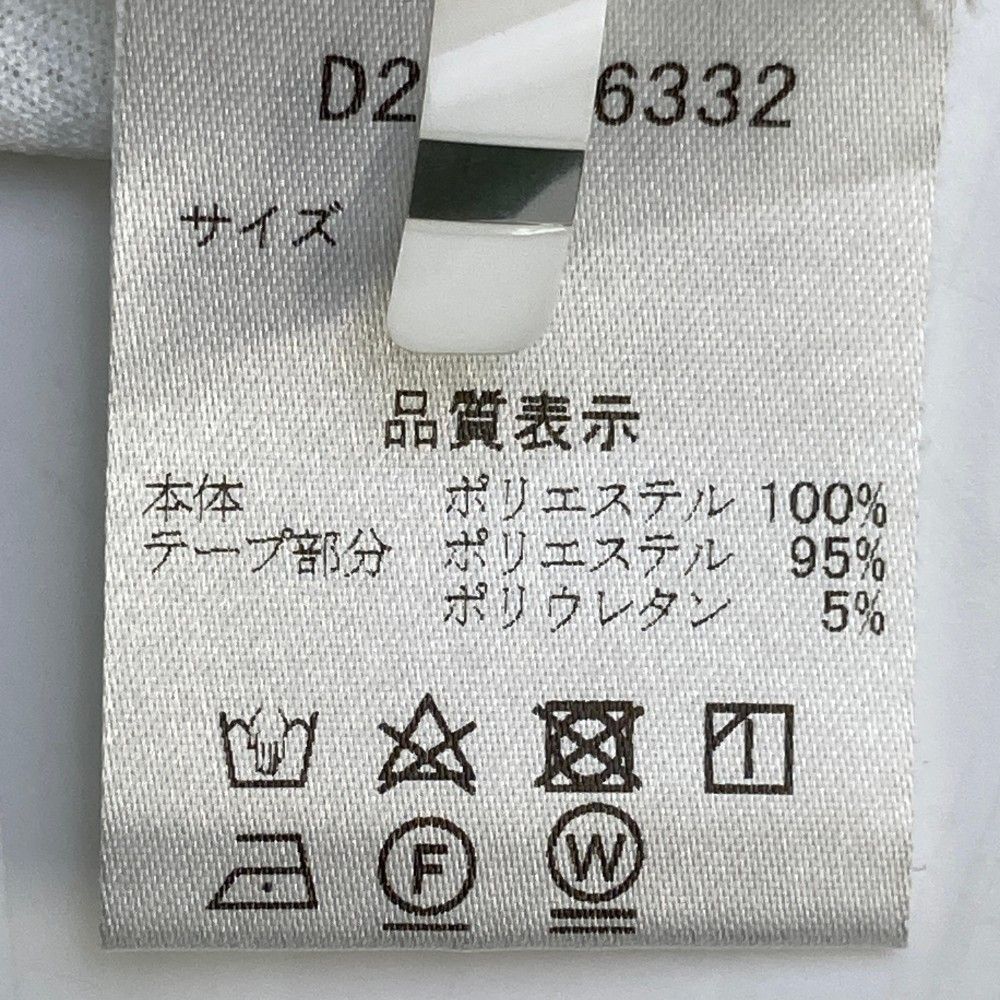 D2 6332
サイズ
品質表示
本体 ポリエステル 100%
テープ部分 ポリエステル 95%
ポリウレタン 5%
F W